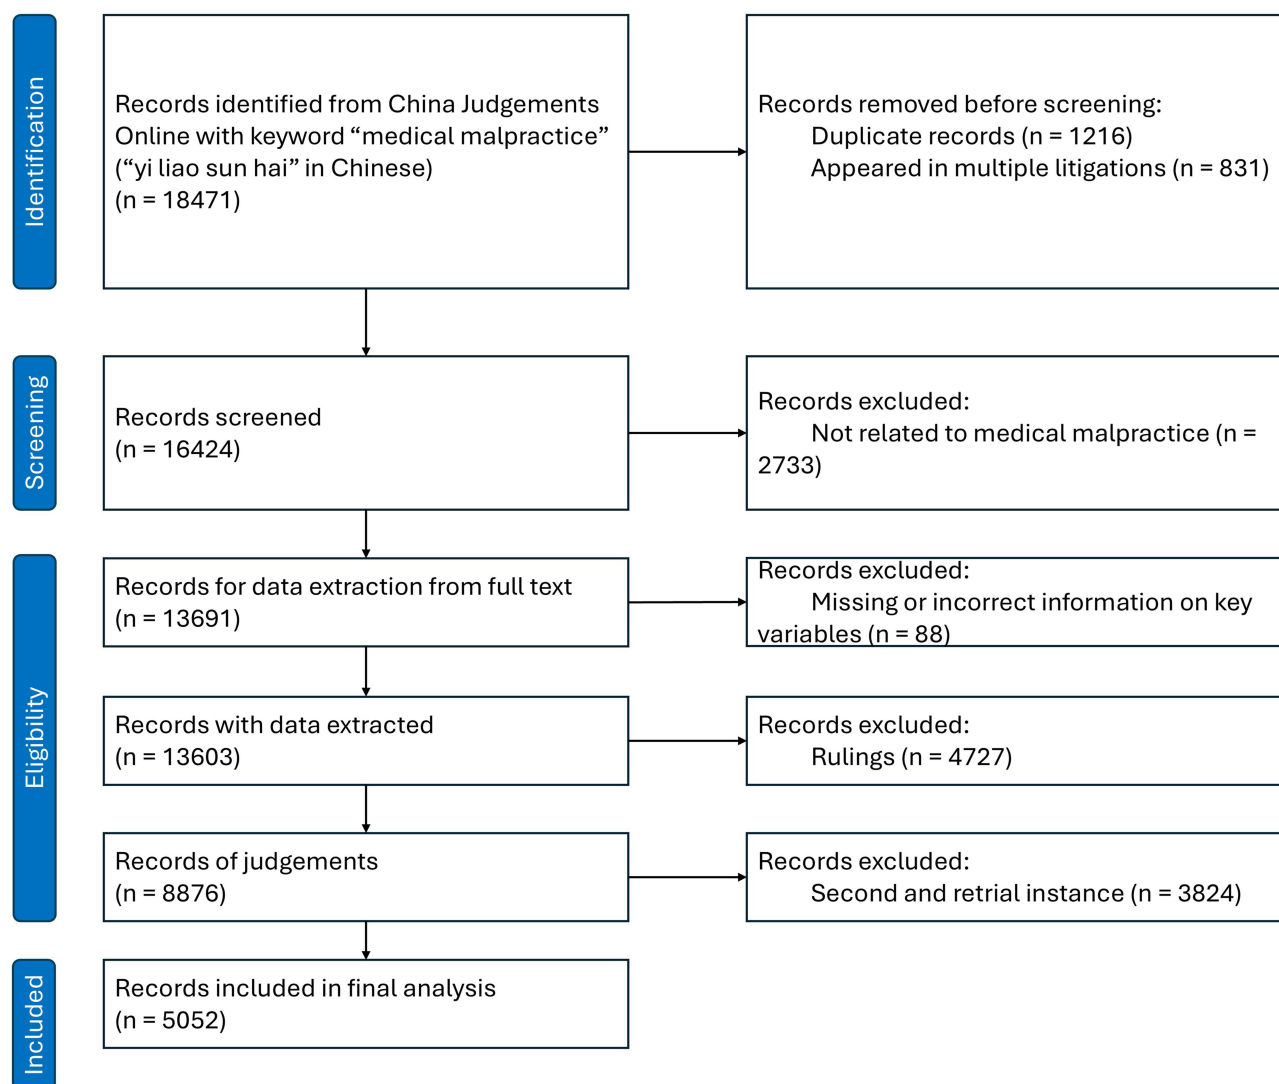 Identification
Records identified from China Judgements
Online with keyword “medical malpractice”
(“yi liao sun hai” in Chinese)
(n = 18471)
Records removed before screening:
Duplicate records (n = 1216)
Appeared in multiple litigations (n = 831)
Screening
Records screened
(n = 16424)
Records excluded:
Not related to medical malpractice (n =
2733)
Eligibility
Records for data extraction from full text
(n = 13691)
Records excluded:
Missing or incorrect information on key
variables (n = 88)
Records with data extracted
(n = 13603)
Records excluded:
Rulings (n = 4727)
Records of judgements
(n = 8876)
Records excluded:
Second and retrial instance (n = 3824)
Included
Records included in final analysis
(n = 5052)